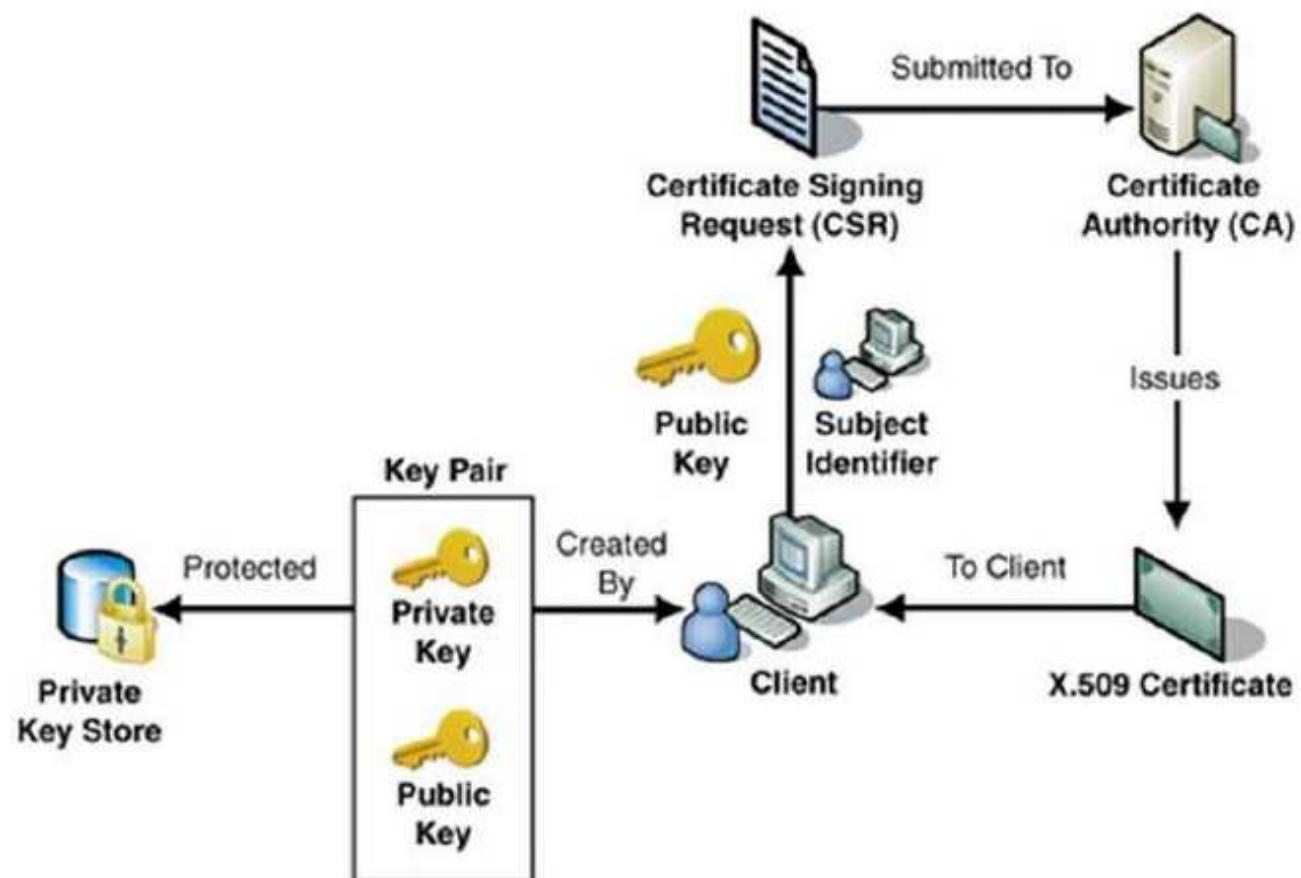 Submitted To
Certificate Signing
Request (CSR)
Certificate
Authority (CA)
Public
Key
Subject
Identifier
Issues
Key Pair
Protected
Private
Key
Created
By
To Client
Private
Key Store
Client
X.509 Certificate
Public
Key